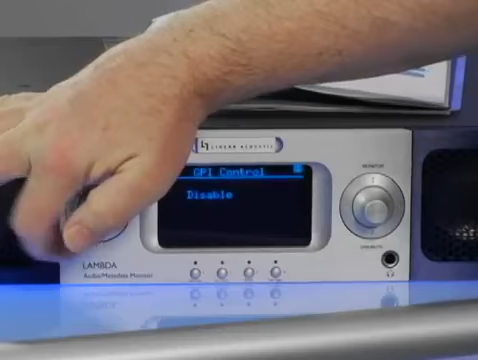 LINEAR ACOUSTIC
GPI Control
Disable
MONITOR
LAMBDA
Audio/Metadata Monitor